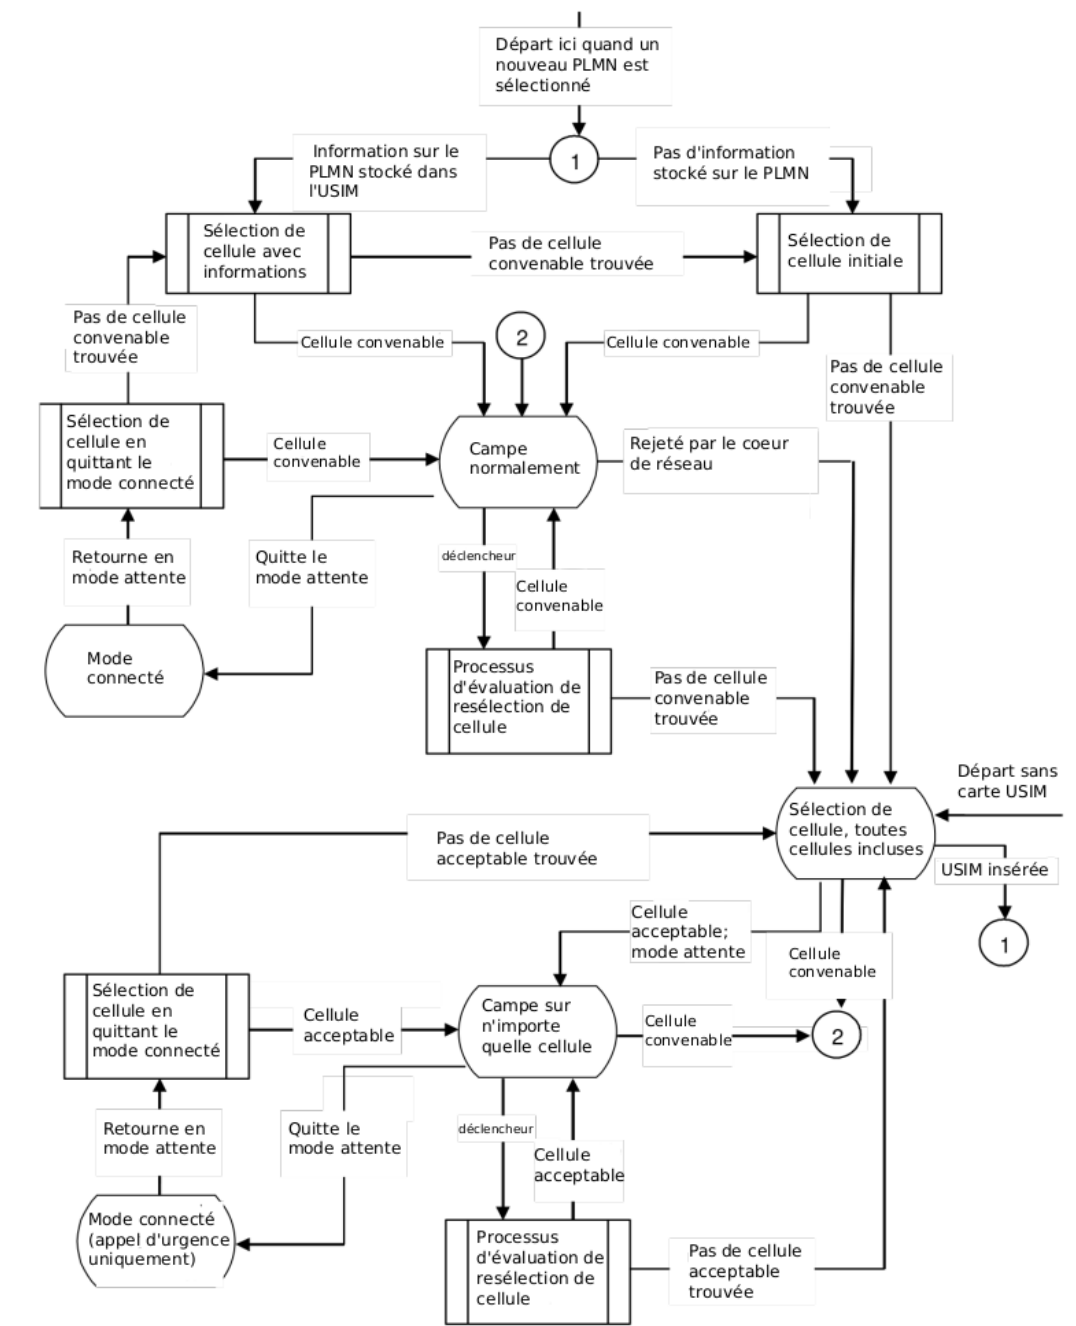 Départ ici quand un
nouveau PLMN est
sélectionné
1
Information sur le
PLMN stocké dans
l'USIM
Pas d'information
stocké sur le PLMN
Sélection de
cellule avec
informations
Pas de cellule
convenable trouvée
Sélection de
cellule initiale
Pas de cellule
convenable
trouvée
Cellule convenable
2
Cellule convenable
Pas de cellule
convenable
trouvée
Sélection de
cellule en
quittant le
mode connecté
Cellule
convenable
Campe
normalement
Rejeté par le coeur
de réseau
Retourne en
mode attente
Quitte le
mode attente
déclencheur
Cellule
convenable
Mode
connecté
Processus
d'évaluation de
resélection de
cellule
Pas de cellule
convenable
trouvée
Départ sans
carte USIM
Sélection de
cellule, toutes
cellules incluses
Pas de cellule
acceptable trouvée
USIM insérée
1
Cellule
acceptable;
mode attente
Cellule
convenable
Sélection de
cellule en
quittant le
mode connecté
Cellule
acceptable
Campe sur
n'importe
quelle cellule
Cellule
convenable
2
Retourne en
mode attente
Quitte le
mode attente
déclencheur
Cellule
acceptable
Mode connecté
(appel d'urgence
uniquement)
Processus
d'évaluation de
resélection de
cellule
Pas de cellule
acceptable
trouvée